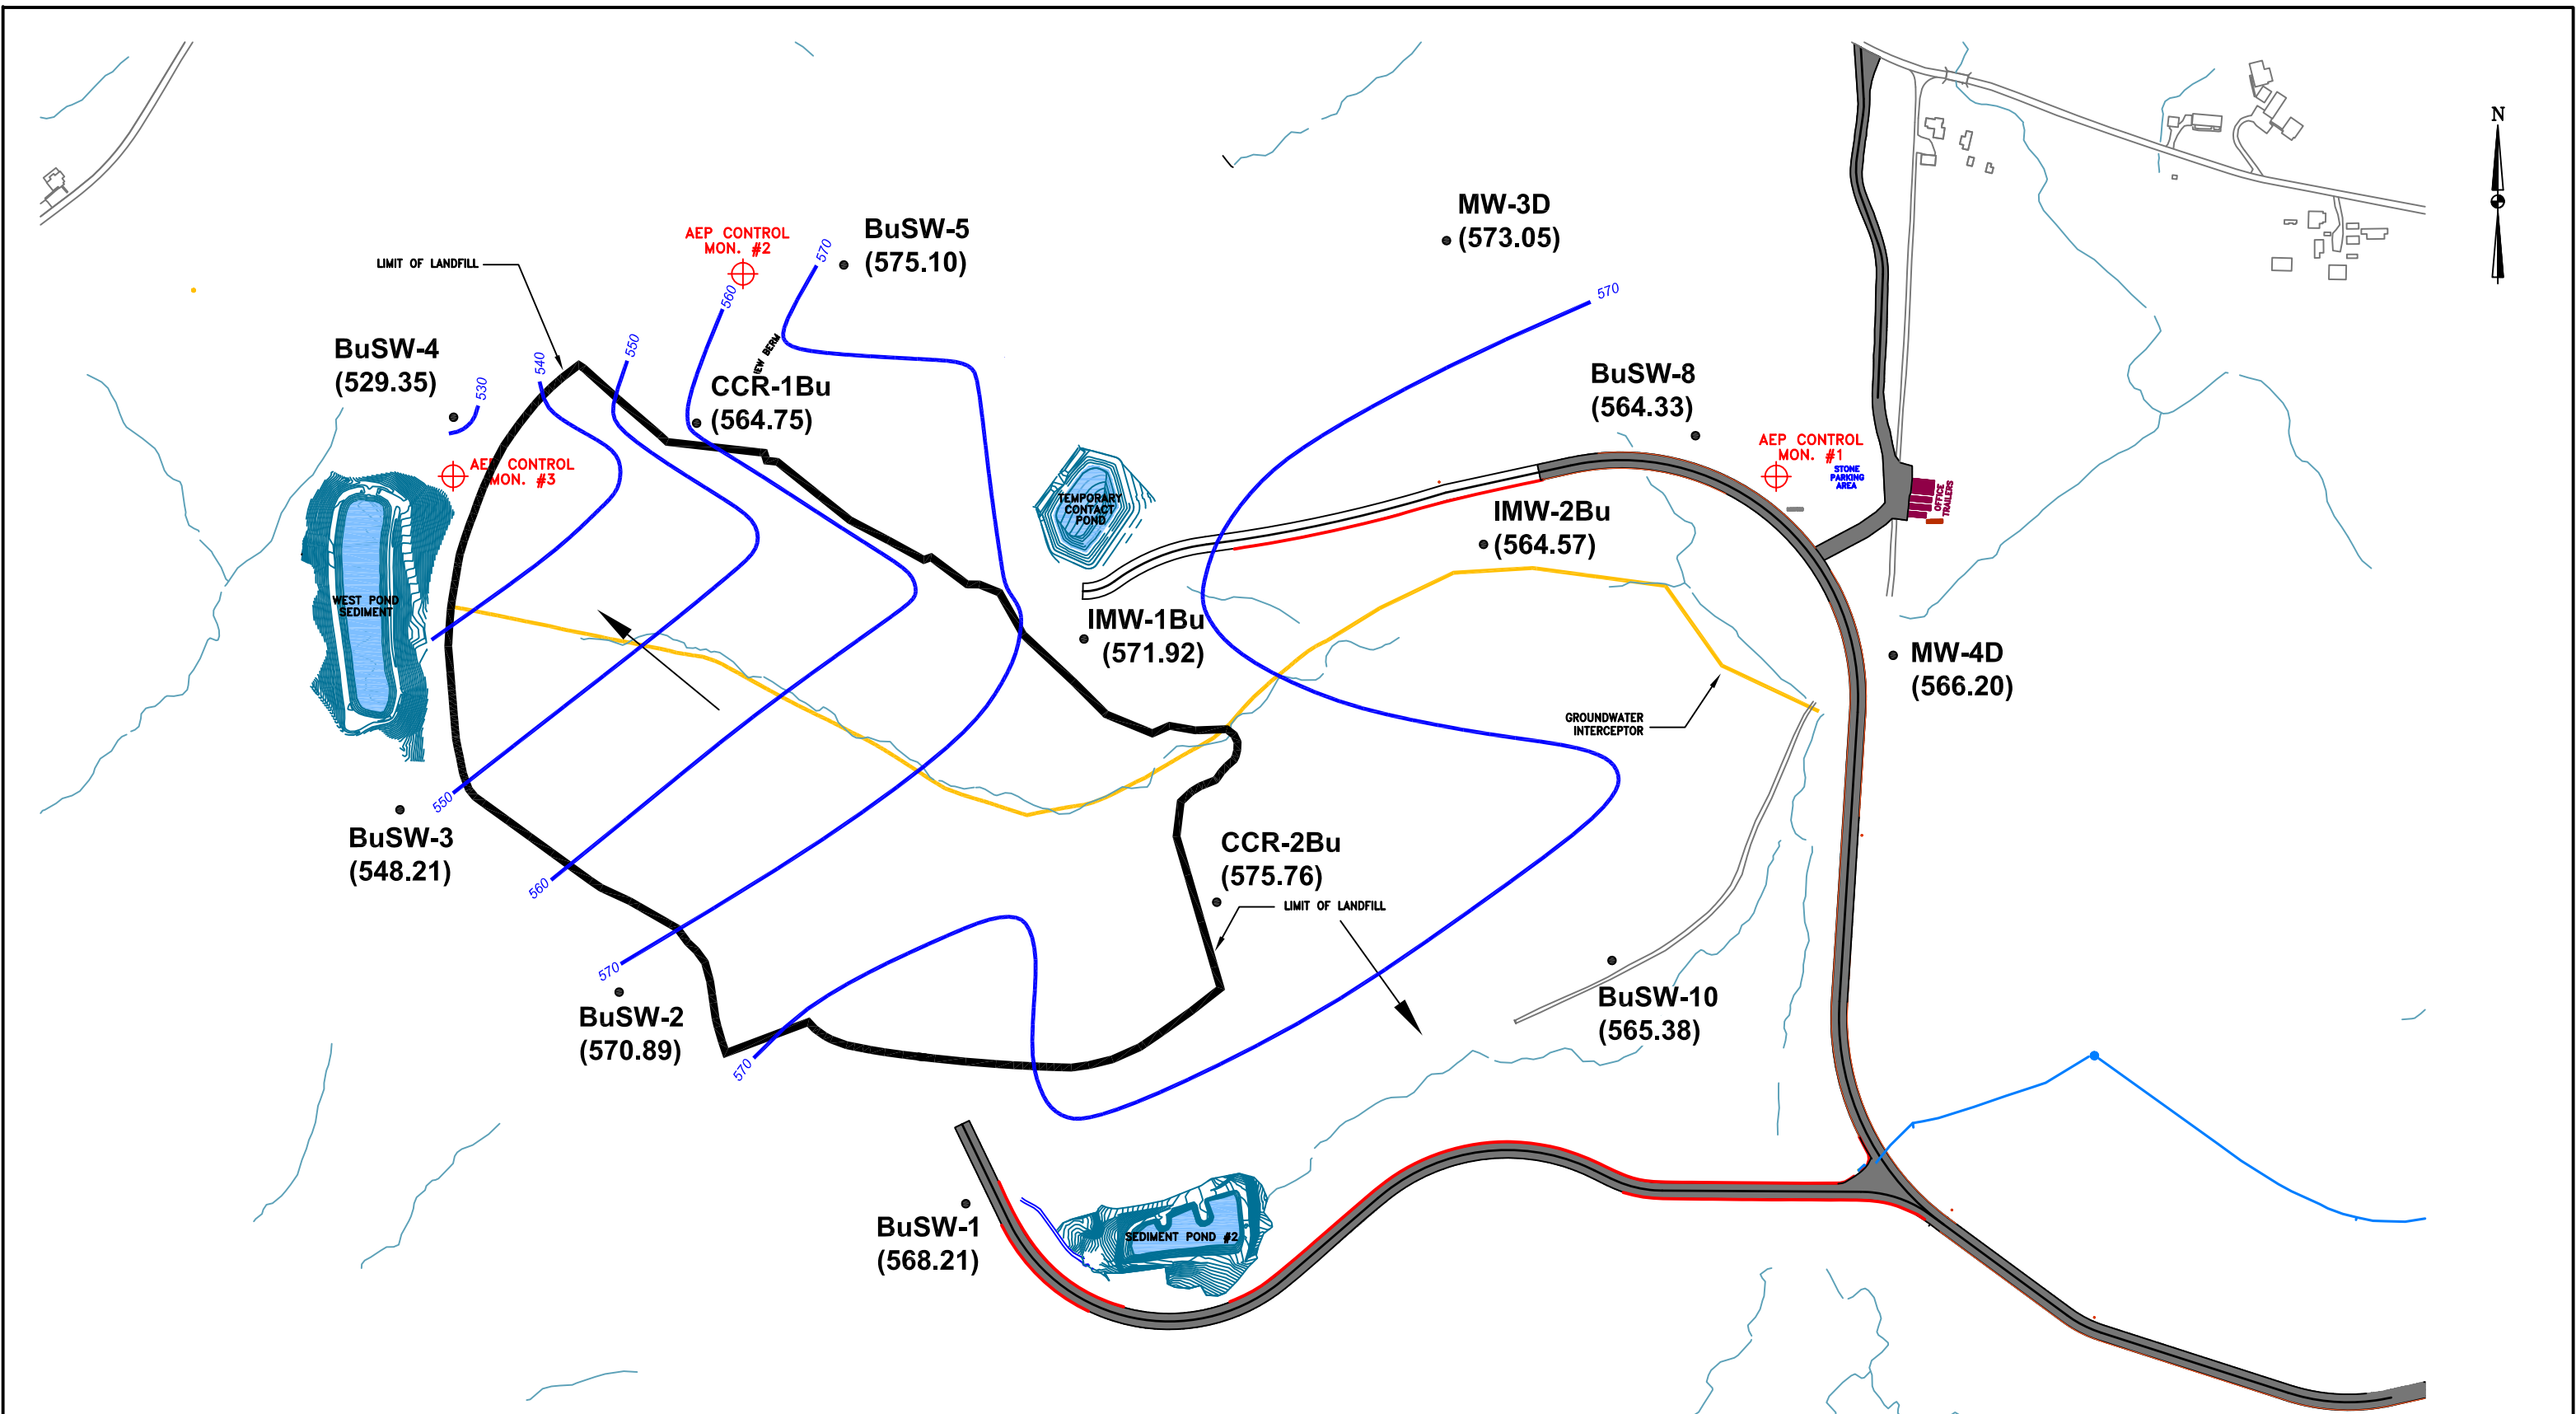 N
MW-3D
(573.05)
BuSW-5
(575.10)
AEP CONTROL
MON. #2
570
LIMIT OF LANDFILL
570
560
BuSW-4
(529.35)
550
540
530
NEW BERM
CCR-1Bu
(564.75)
BuSW-8
(564.33)
AEP CONTROL
MON. #1
STONE
PARKING
AREA
OFFICE
TRAILERS
AEP CONTROL
MON. #3
TEMPORARY
CONTACT
POND
IMW-2Bu
(564.57)
WEST POND
SEDIMENT
IMW-1Bu
(571.92)
MW-4D
(566.20)
GROUNDWATER
INTERCEPTOR
550
BuSW-3
(548.21)
CCR-2Bu
(575.76)
560
LIMIT OF LANDFILL
570
BuSW-2
(570.89)
BuSW-10
(565.38)
570
BuSW-1
(568.21)
SEDIMENT POND #2